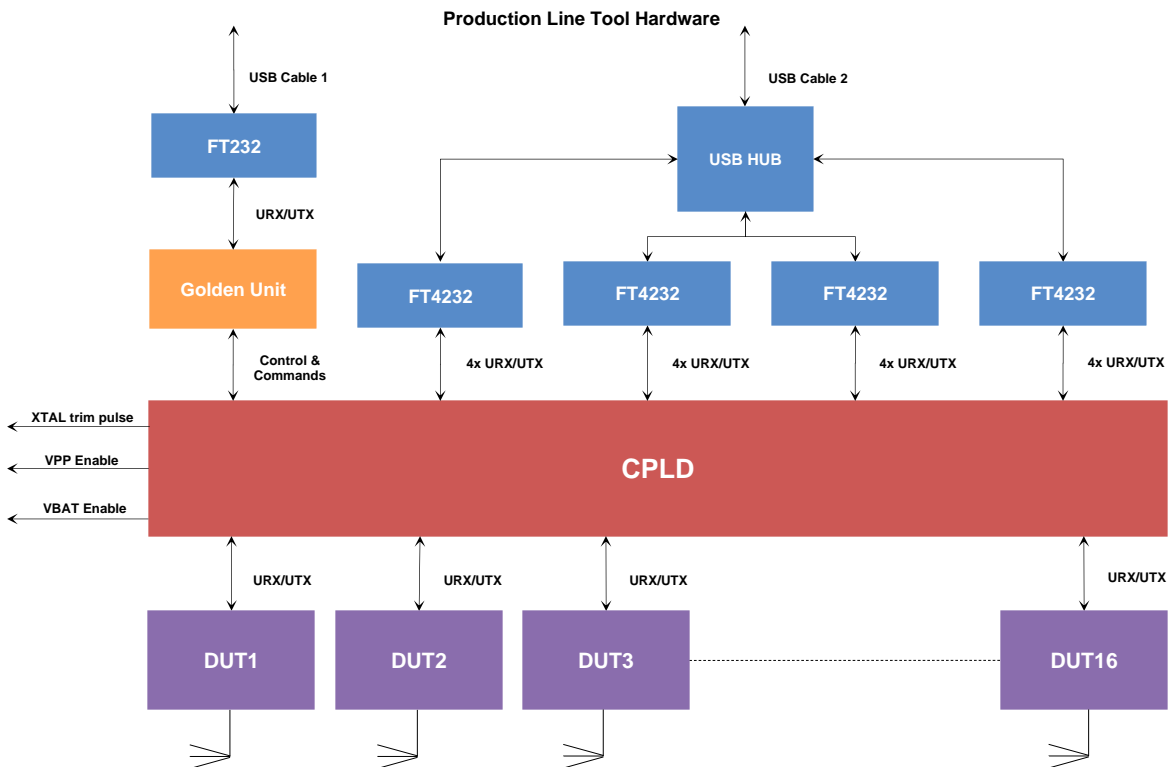 Production Line Tool Hardware
USB Cable 1
USB Cable 2
FT232
USB HUB
URX/UTX
Golden Unit
FT4232
FT4232
FT4232
FT4232
Control &
Commands
4x URX/UTX
4x URX/UTX
4x URX/UTX
4x URX/UTX
XTAL trim pulse
VPP Enable
VBAT Enable
CPLD
URX/UTX
URX/UTX
URX/UTX
URX/UTX
DUT1
DUT2
DUT3
DUT16